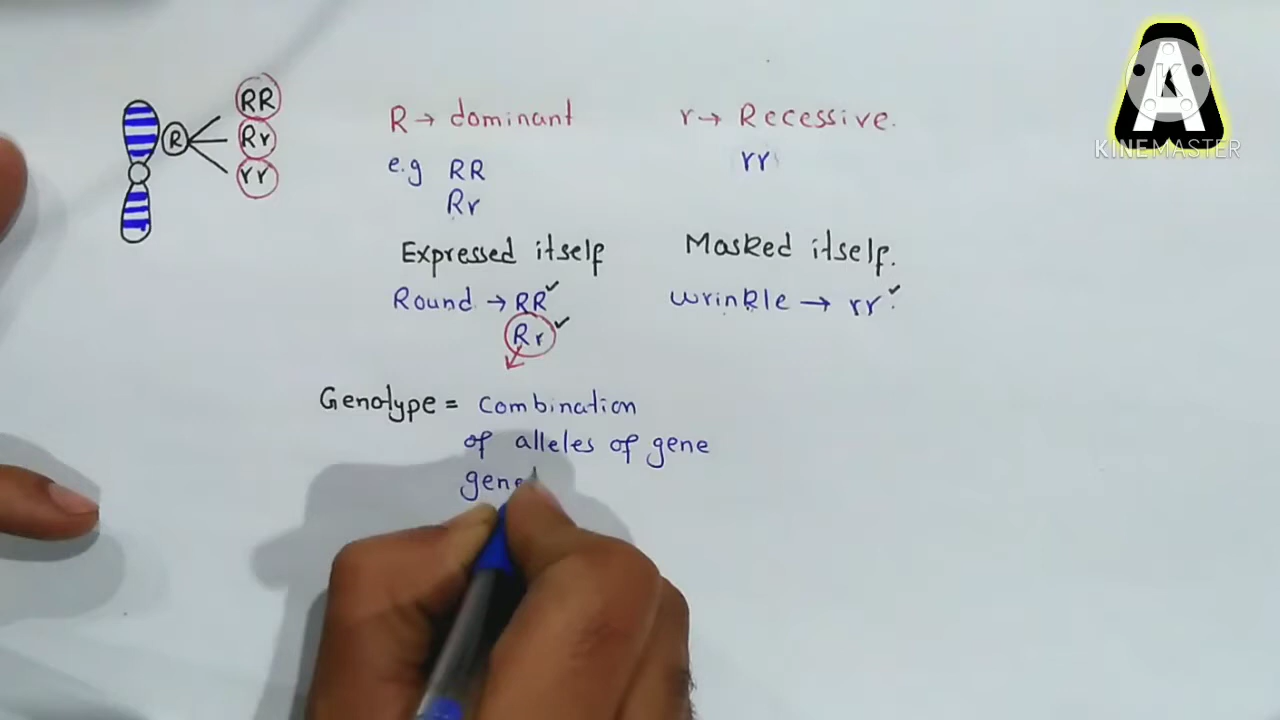 RR
R Rr
rr
R → dominant
e.g RR
Rr
Expressed itself
Round → RR ✓
Rr ✓
r → Recessive.
rr
Masked itself.
wrinkle → rr ✓
Genotype = combination
of alleles of gene
A
K
KINEMASTER